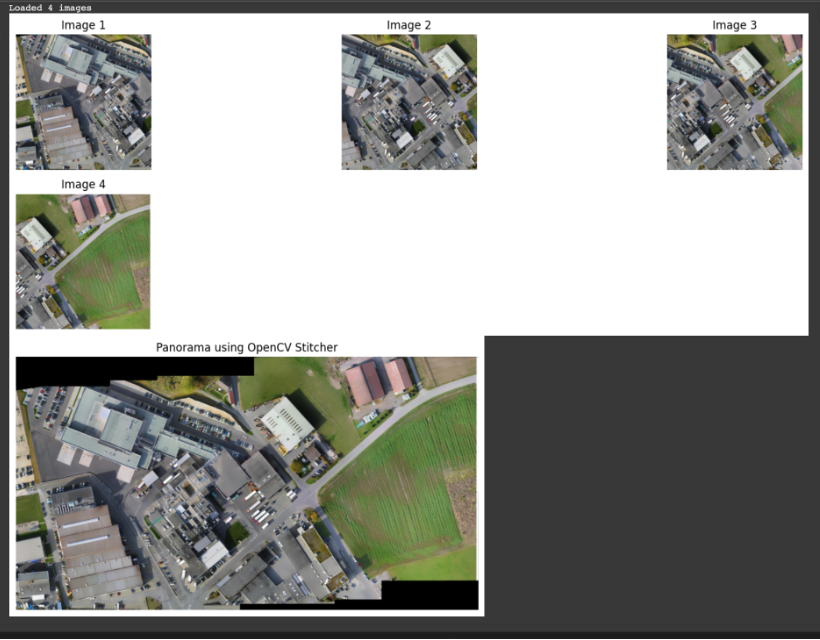 Loaded 4 images
Image 1
Image 2
Image 3
Image 4
Panorama using OpenCV Stitcher